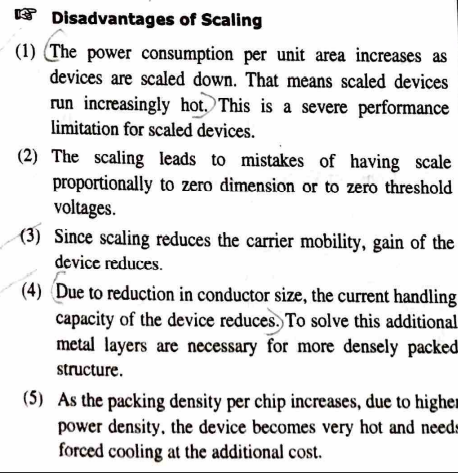 ☞ Disadvantages of Scaling
(1) The power consumption per unit area increases as
devices are scaled down. That means scaled devices
run increasingly hot. This is a severe performance
limitation for scaled devices.
(2) The scaling leads to mistakes of having scale
proportionally to zero dimension or to zero threshold
voltages.
(3) Since scaling reduces the carrier mobility, gain of the
device reduces.
(4) Due to reduction in conductor size, the current handling
capacity of the device reduces. To solve this additional
metal layers are necessary for more densely packed
structure.
(5) As the packing density per chip increases, due to higher
power density, the device becomes very hot and needs
forced cooling at the additional cost.